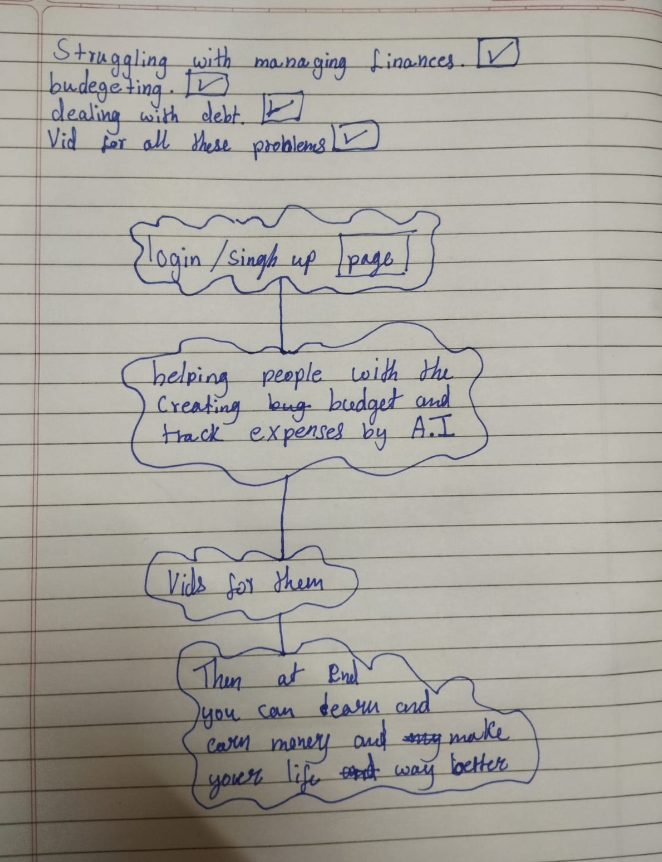 Struggling with managing finances.
budegeting.
dealing with debt.
Vid for all these problems
login / singh up page
helping people with the
Creating bug budget and
track expenses by A.I
Vids for them
Then at End
you can learn and
earn money and make
your life and way better